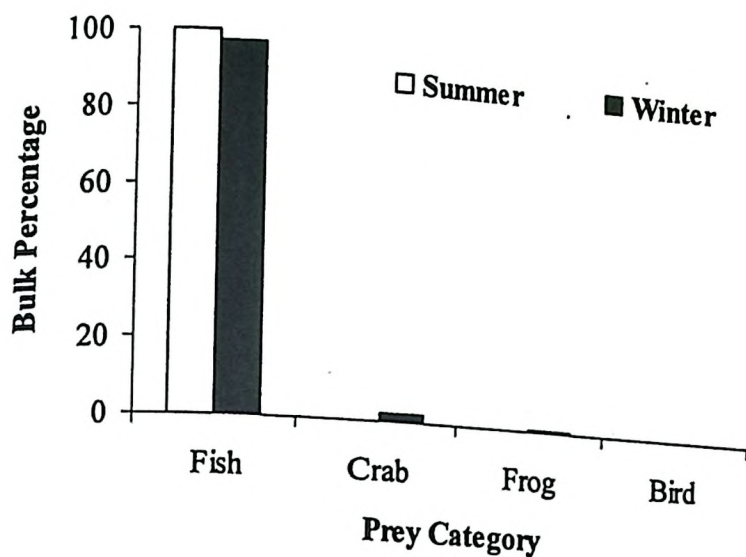 100
80
60
40
20
0
Bulk Percentage
Summer
Winter
Fish
Crab
Frog
Bird
Prey Category